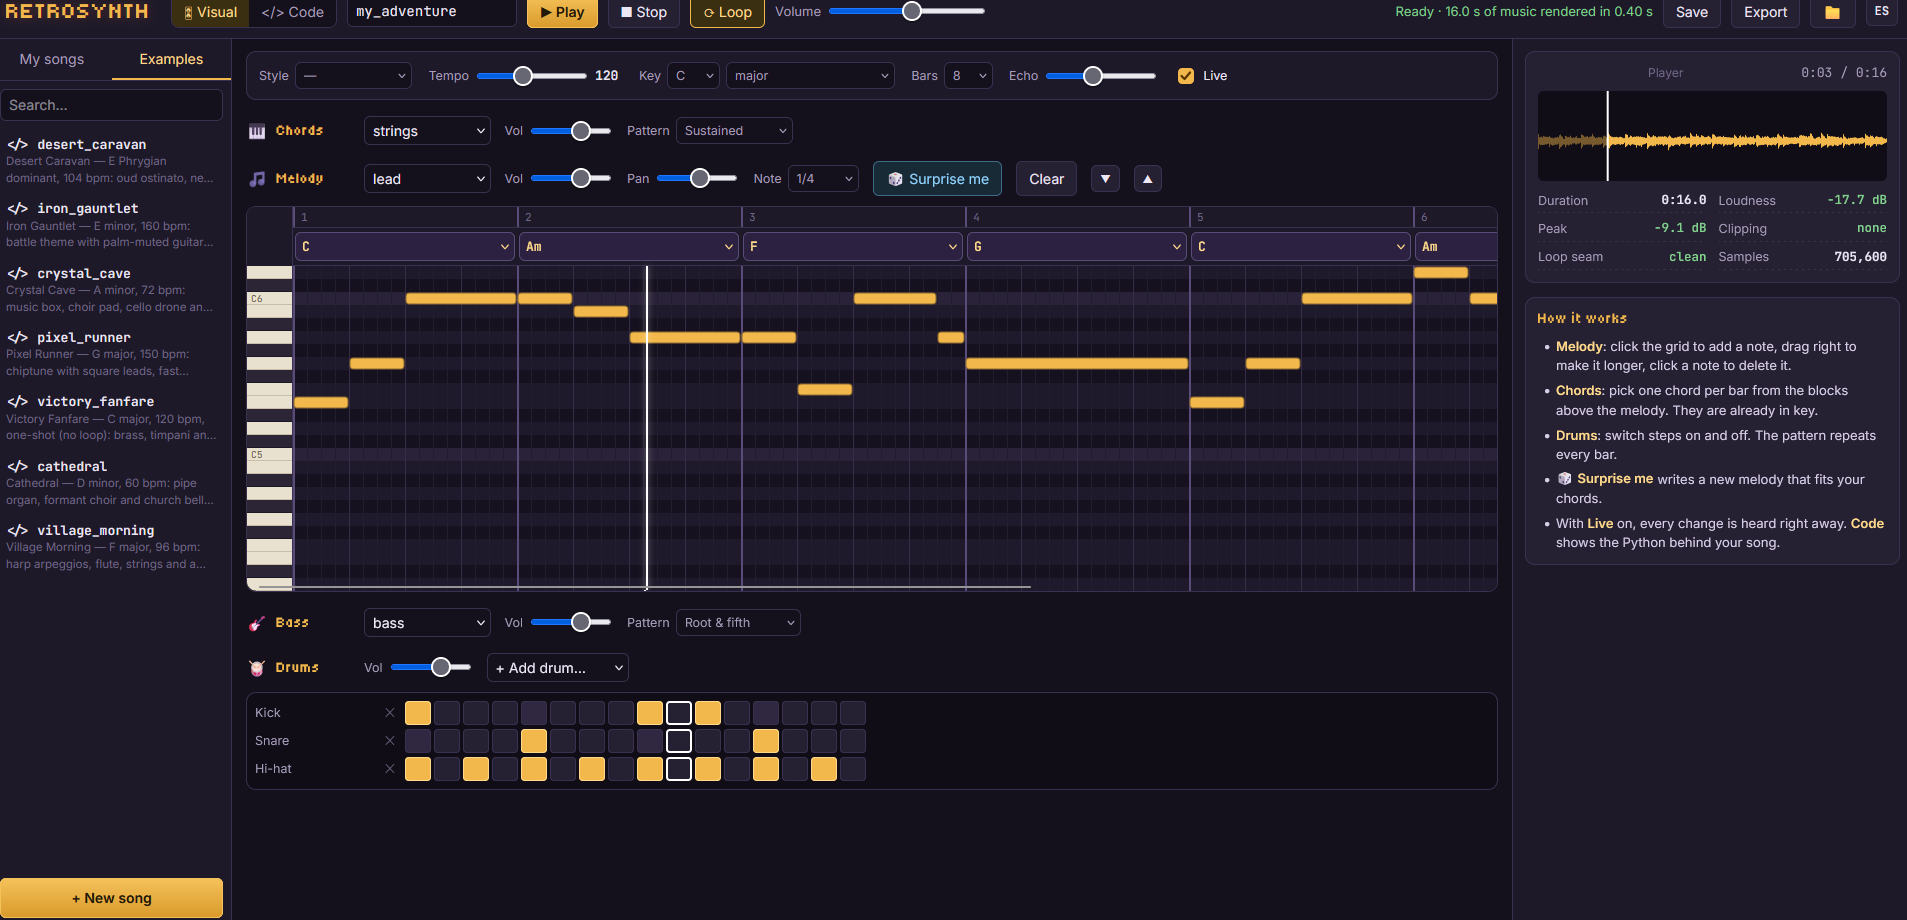 RETROSYNTH
Visual
</> Code
my_adventure
▶ Play
■ Stop
⟳ Loop
Volume
Ready · 16.0 s of music rendered in 0.40 s
Save
Export
ES
My songs
Examples
Search...
</> desert_caravan
Desert Caravan — E Phrygian
dominant, 104 bpm: oud ostinato, ne...
</> iron_gauntlet
Iron Gauntlet — E minor, 160 bpm:
battle theme with palm-muted guitar...
</> crystal_cave
Crystal Cave — A minor, 72 bpm:
music box, choir pad, cello drone an...
</> pixel_runner
Pixel Runner — G major, 150 bpm:
chiptune with square leads, fast...
</> victory_fanfare
Victory Fanfare — C major, 120 bpm,
one-shot (no loop): brass, timpani an...
</> cathedral
Cathedral — D minor, 60 bpm: pipe
organ, formant choir and church bell...
</> village_morning
Village Morning — F major, 96 bpm:
harp arpeggios, flute, strings and a...
+ New song
Style —
Tempo 120
Key C major
Bars 8
Echo
Live
Chords strings Vol Pattern Sustained
Melody lead Vol Pan Note 1/4 Surprise me Clear ▼ ▲
1 2 3 4 5 6
C Am F G C Am
C6
C5
Bass bass Vol Pattern Root & fifth
Drums Vol + Add drum...
Kick ×
Snare ×
Hi-hat ×
Player 0:03 / 0:16
Duration 0:16.0 Loudness -17.7 dB
Peak -9.1 dB Clipping none
Loop seam clean Samples 705,600
How it works
• Melody: click the grid to add a note, drag right to
make it longer, click a note to delete it.
• Chords: pick one chord per bar from the blocks
above the melody. They are already in key.
• Drums: switch steps on and off. The pattern repeats
every bar.
• Surprise me writes a new melody that fits your
chords.
• With Live on, every change is heard right away. Code
shows the Python behind your song.